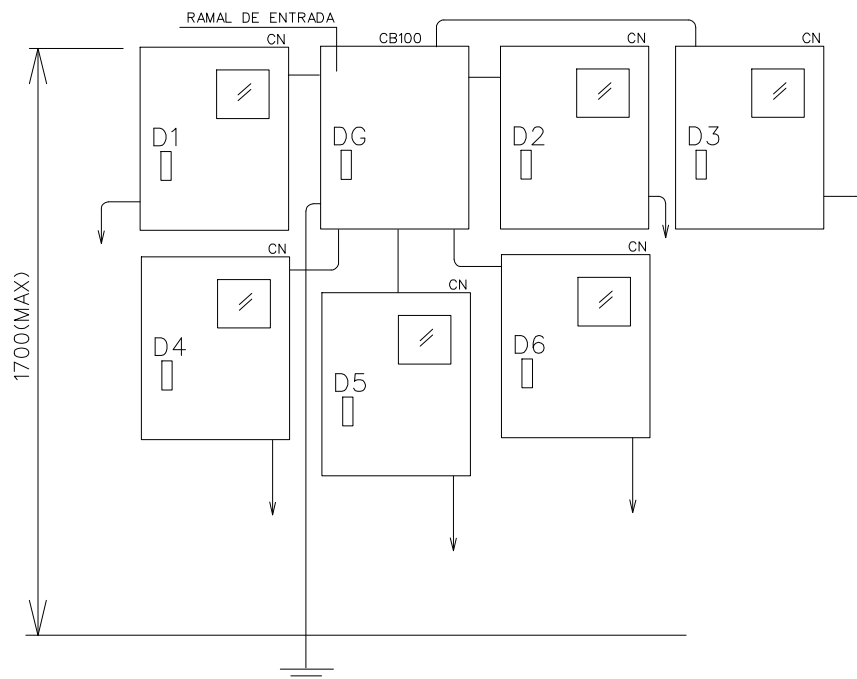 RAMAL DE ENTRADA
CN
CB100
CN
CN
D1
DG
D2
D3
CN
CN
CN
D4
D5
D6
1700(MAX)